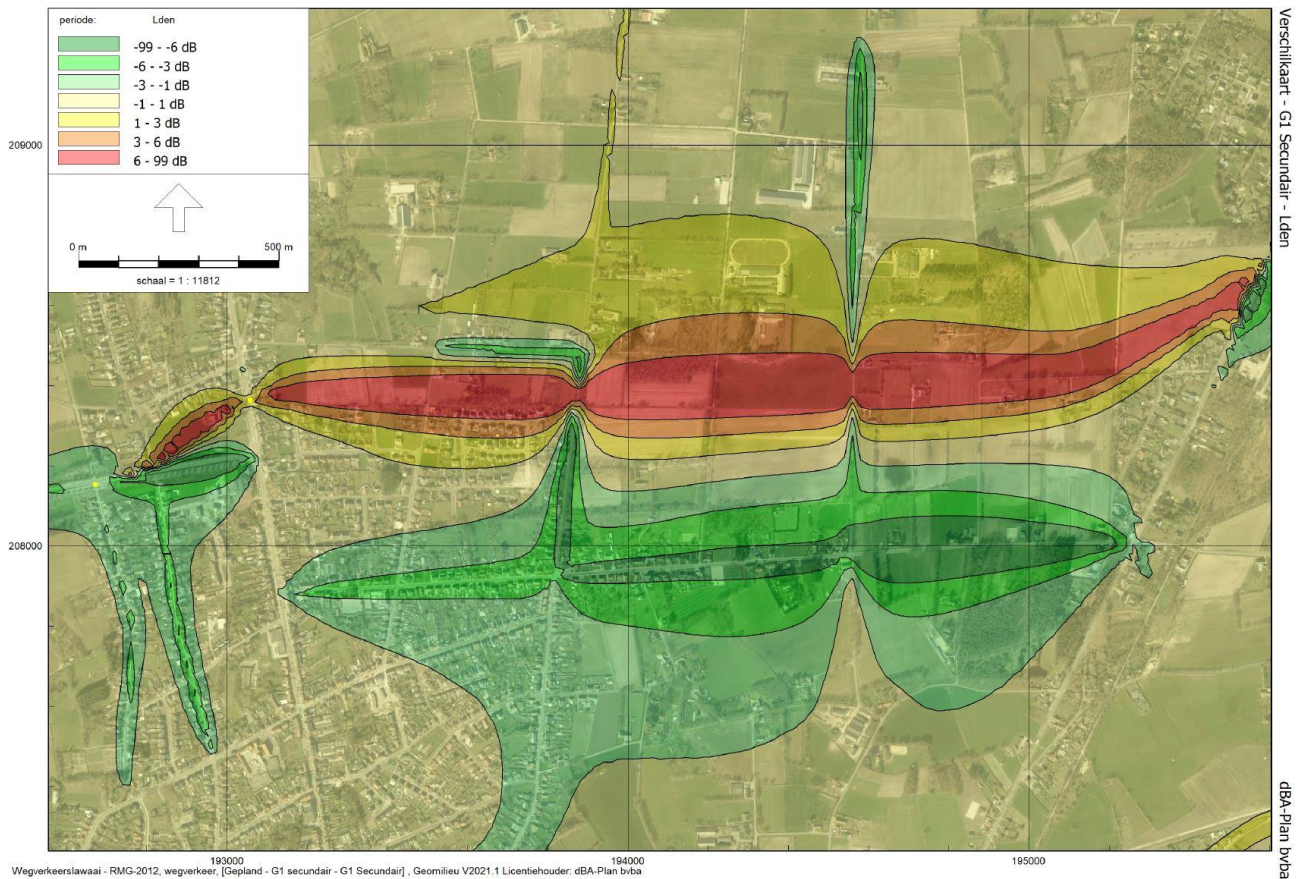 periode: Lden
-99 - -6 dB
-6 - -3 dB
-3 - -1 dB
-1 - 1 dB
1 - 3 dB
3 - 6 dB
6 - 99 dB
0 m 500 m
schaal = 1 : 11812
209000
208000
193000 194000 195000
Verschilkaart - G1 Secundair - Lden
dBA-Plan bvba
Wegverkeerslawaai - RMG-2012, wegverkeer, [Gepland - G1 secundair - G1 Secundair] , Geomilieu V2021.1 Licentiehouder: dBA-Plan bvba